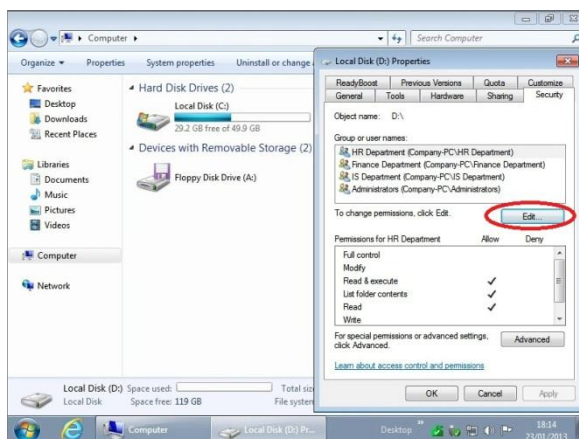 Computer
Search Computer
Organize
Properties
System properties
Uninstall or change
Favorites
Desktop
Downloads
Recent Places
Libraries
Documents
Music
Pictures
Videos
Computer
Network
Hard Disk Drives (2)
Local Disk (C:)
29.2 GB free of 49.9 GB
Devices with Removable Storage (2)
Floppy Disk Drive (A:)
Local Disk (D:) Properties
ReadyBoost Previous Versions Quota Customize
General Tools Hardware Sharing Security
Object name: D:\
Group or user names:
HR Department (Company-PC\HR Department)
Finance Department (Company-PC\Finance Department)
IS Department (Company-PC\IS Department)
Administrators (Company-PC\Administrators)
To change permissions, click Edit.
Edit...
Permissions for HR Department Allow Deny
Full control
Modify
Read & execute
List folder contents
Read
Write
For special permissions or advanced settings,
click Advanced.
Advanced
Learn about access control and permissions
OK Cancel Apply
Local Disk (D:) Space used: Total
Local Disk Space free: 119 GB File
Computer
Local Disk (D:) Pr...
Desktop
18:14
23/01/2013